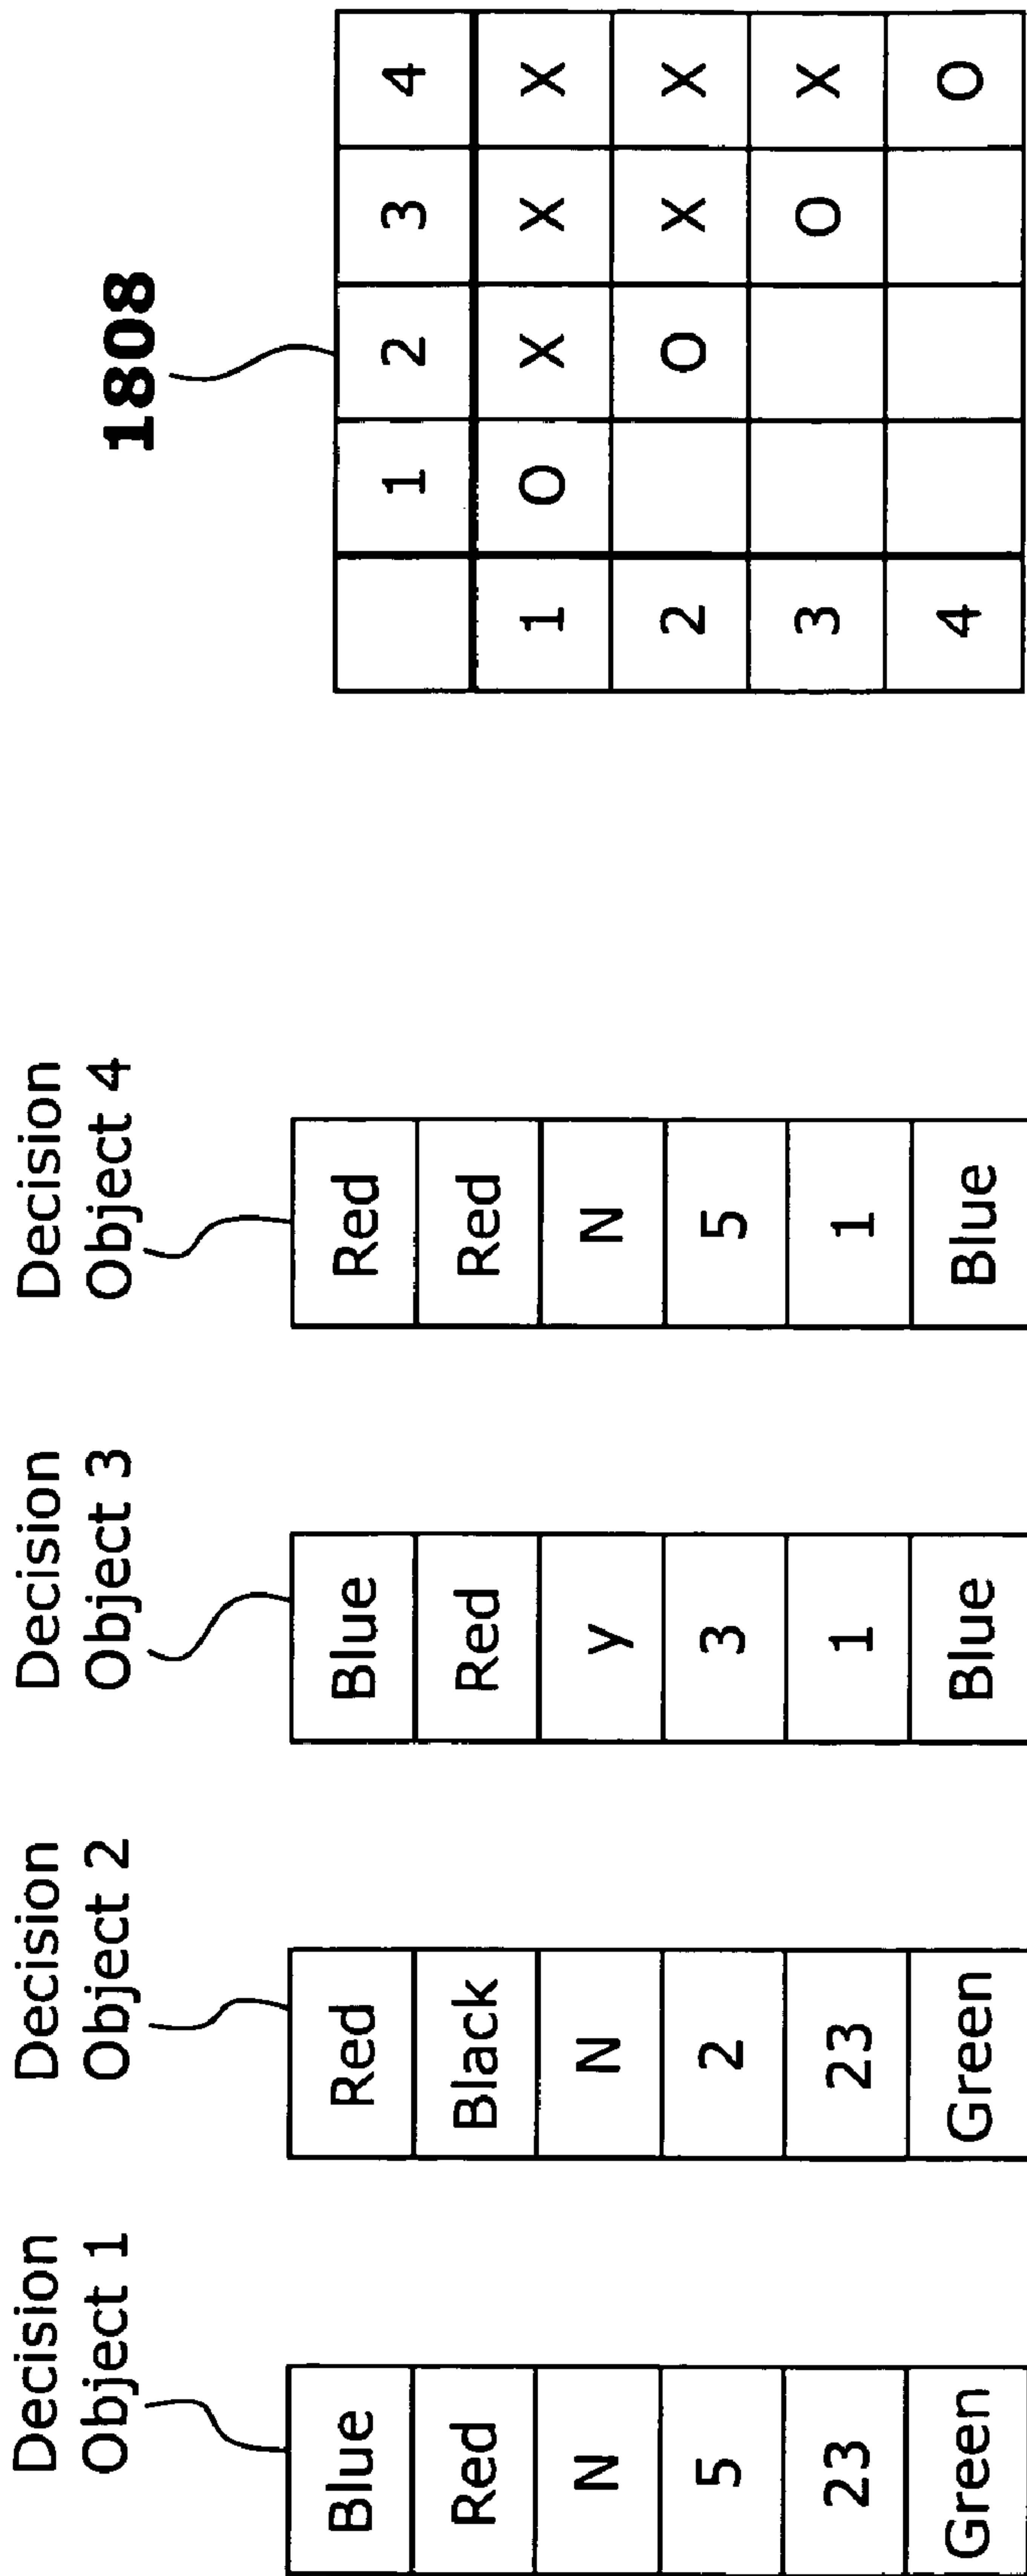 Decision
Object 1
Blue
Red
N
5
23
Green
Decision
Object 2
Red
Black
N
2
23
Green
Decision
Object 3
Blue
Red
y
3
1
Blue
Decision
Object 4
Red
Red
N
5
1
Blue
1808
1 2 3 4
1 O X X X
2 O X X
3 O X
4 O